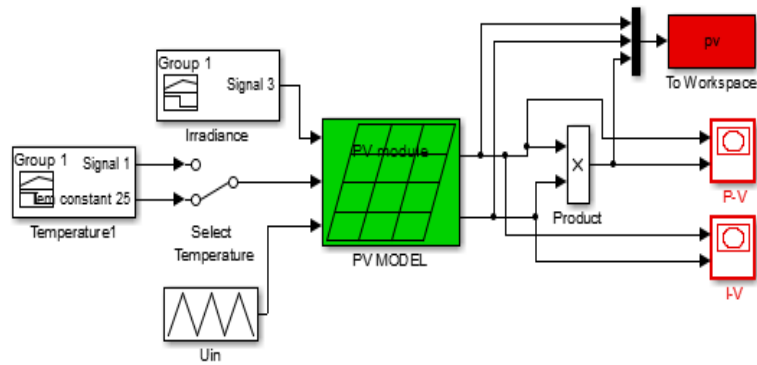 Group 1
Signal 3
Irradiance
Group 1
Signal 1
Tem constant 25
Temperature1
Select
Temperature
PV module
PV MODEL
Uin
X
Product
pv
To Workspace
P-V
I-V